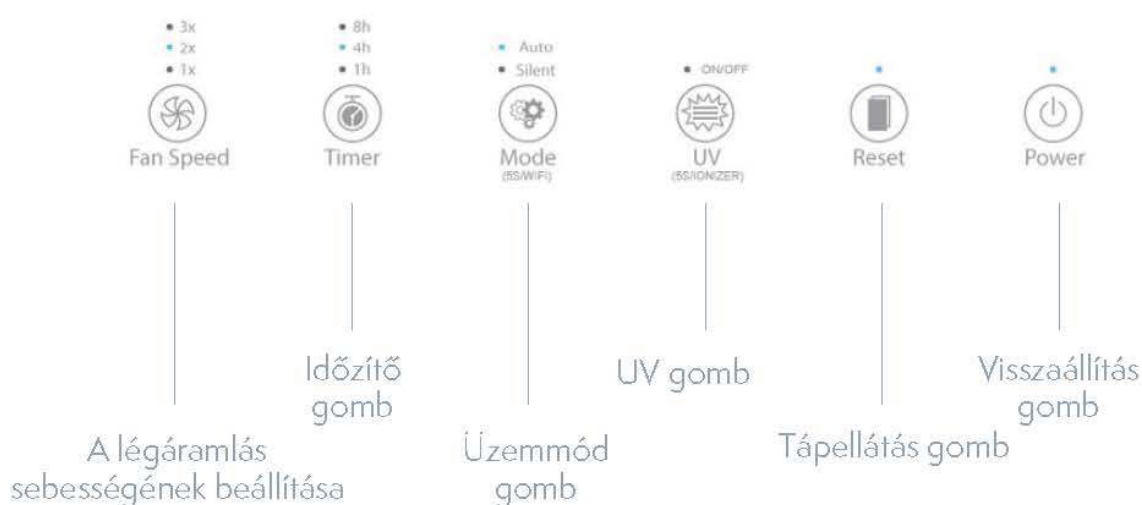 3x
2x
1x
Fan Speed
8h
4h
1h
Timer
Auto
Silent
Mode
(5S/WIFI)
ON/OFF
UV
(5S/IONIZER)
Reset
Power
Időzítő
gomb
UV gomb
Visszaállítás
gomb
A légáramlás
sebességének beállítása
Üzemmód
gomb
Tápellátás gomb